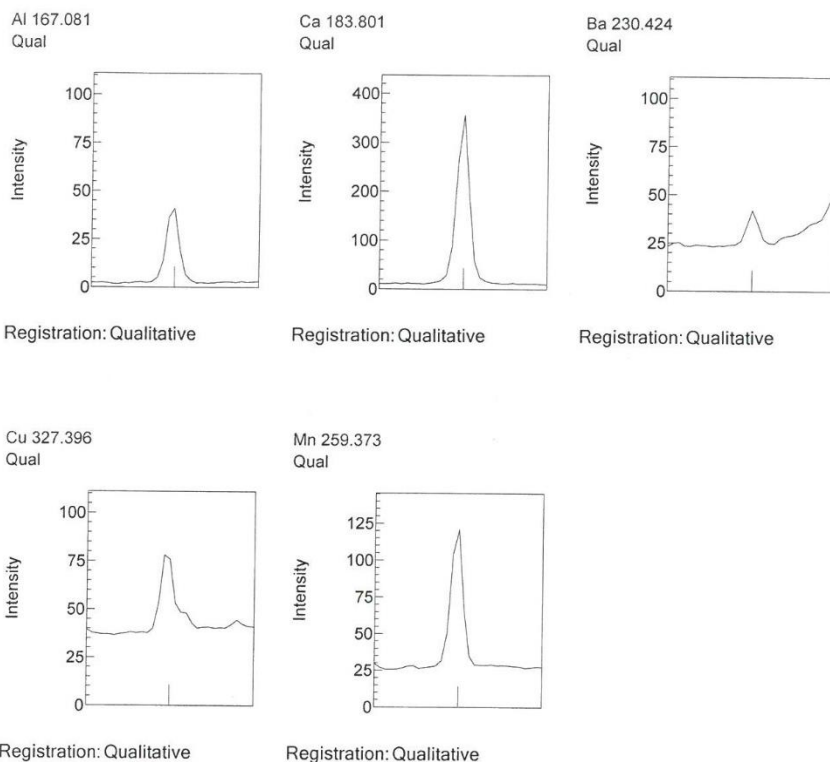 Al 167.081
Qual
Intensity
100
75
50
25
0
Registration: Qualitative
Ca 183.801
Qual
Intensity
400
300
200
100
0
Registration: Qualitative
Ba 230.424
Qual
Intensity
100
75
50
25
0
Registration: Qualitative
Cu 327.396
Qual
Intensity
100
75
50
25
0
Registration: Qualitative
Mn 259.373
Qual
Intensity
125
100
75
50
25
0
Registration: Qualitative